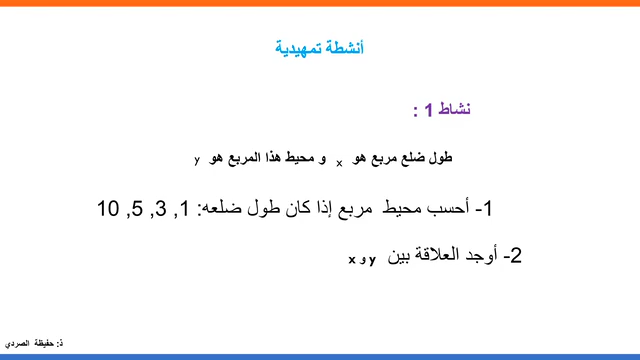 أنشطة تمهيدية
نشاط 1 :
طول ضلع مربع هو x و محيط هذا المربع هو y
1- أحسب محيط مربع إذا كان طول ضلعه: 1, 3, 5, 10
2- أوجد العلاقة بين y و x
ذ: حفيظة الصردي